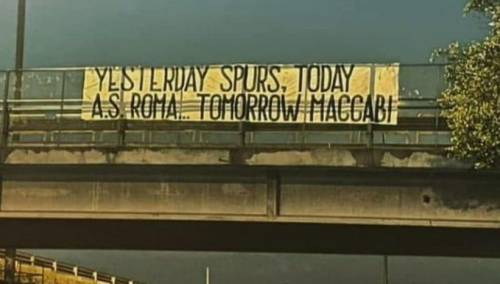 YESTERDAY SPURS, TODAY
A.S. ROMA... TOMORROW MACCABI